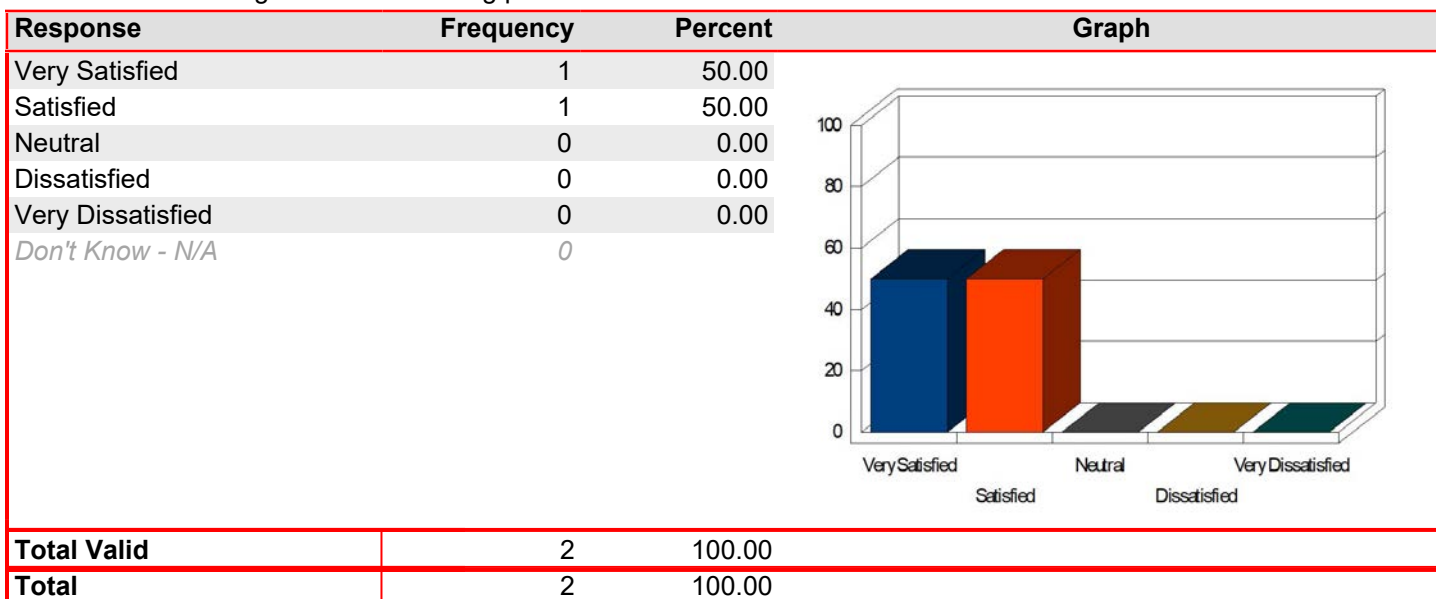 Response Frequency Percent Graph
Very Satisfied 1 50.00
Satisfied 1 50.00
Neutral 0 0.00
Dissatisfied 0 0.00
Very Dissatisfied 0 0.00
Don't Know - N/A 0
100
80
60
40
20
0
Very Satisfied Neutral Very Dissatisfied
Satisfied Dissatisfied
Total Valid 2 100.00
Total 2 100.00